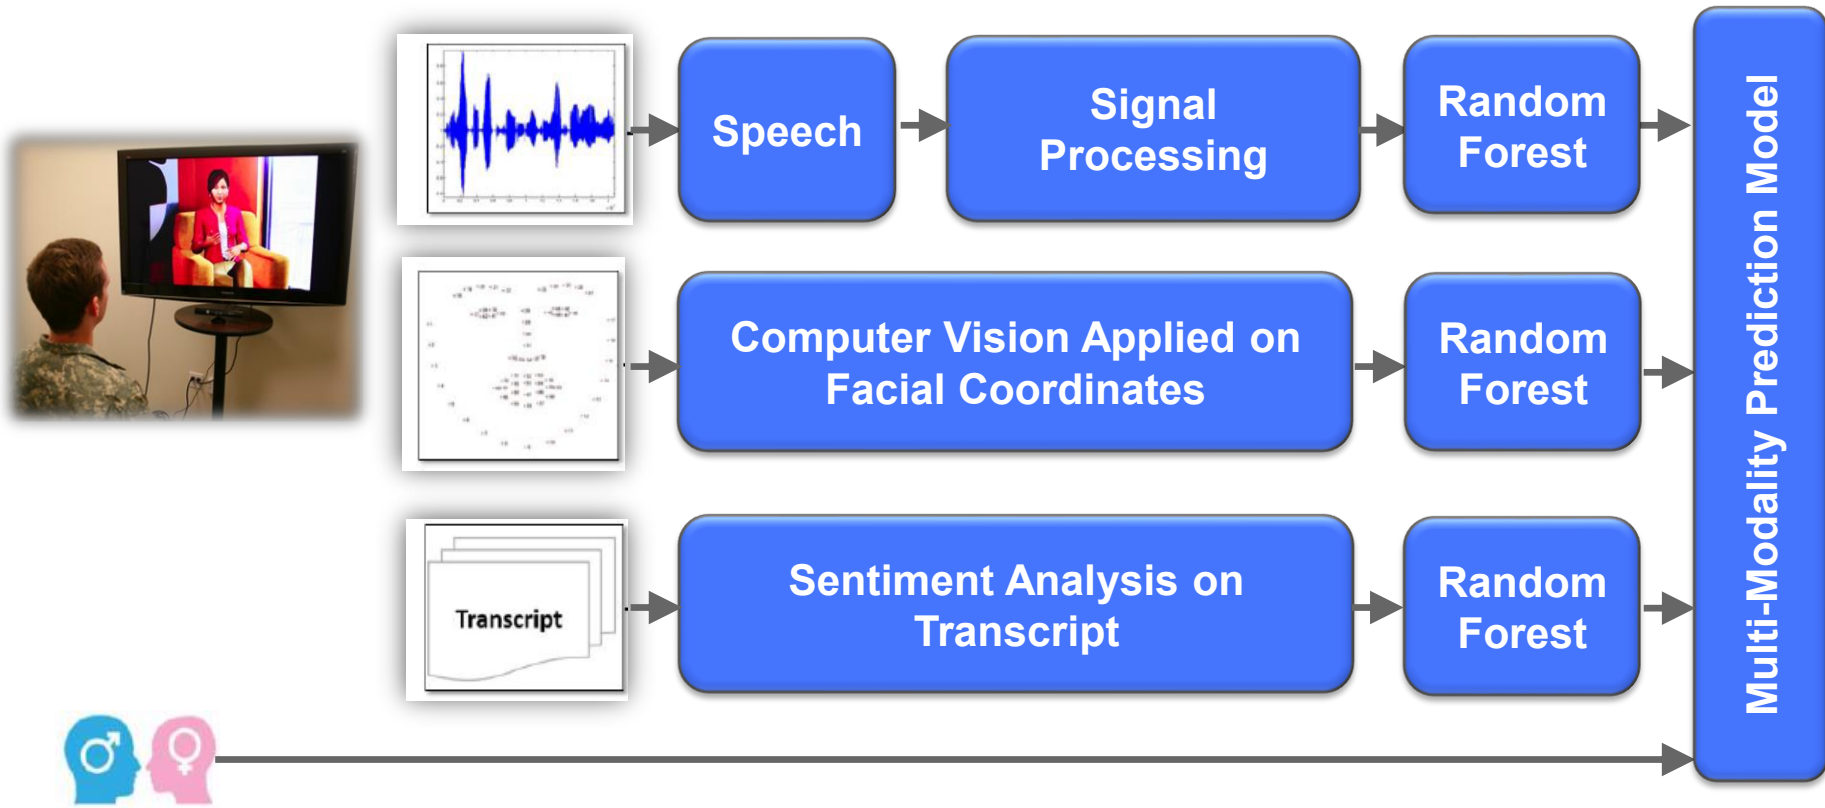 Speech
Signal
Processing
Random
Forest
Computer Vision Applied on
Facial Coordinates
Random
Forest
Transcript
Sentiment Analysis on
Transcript
Random
Forest
Multi-Modality Prediction Model